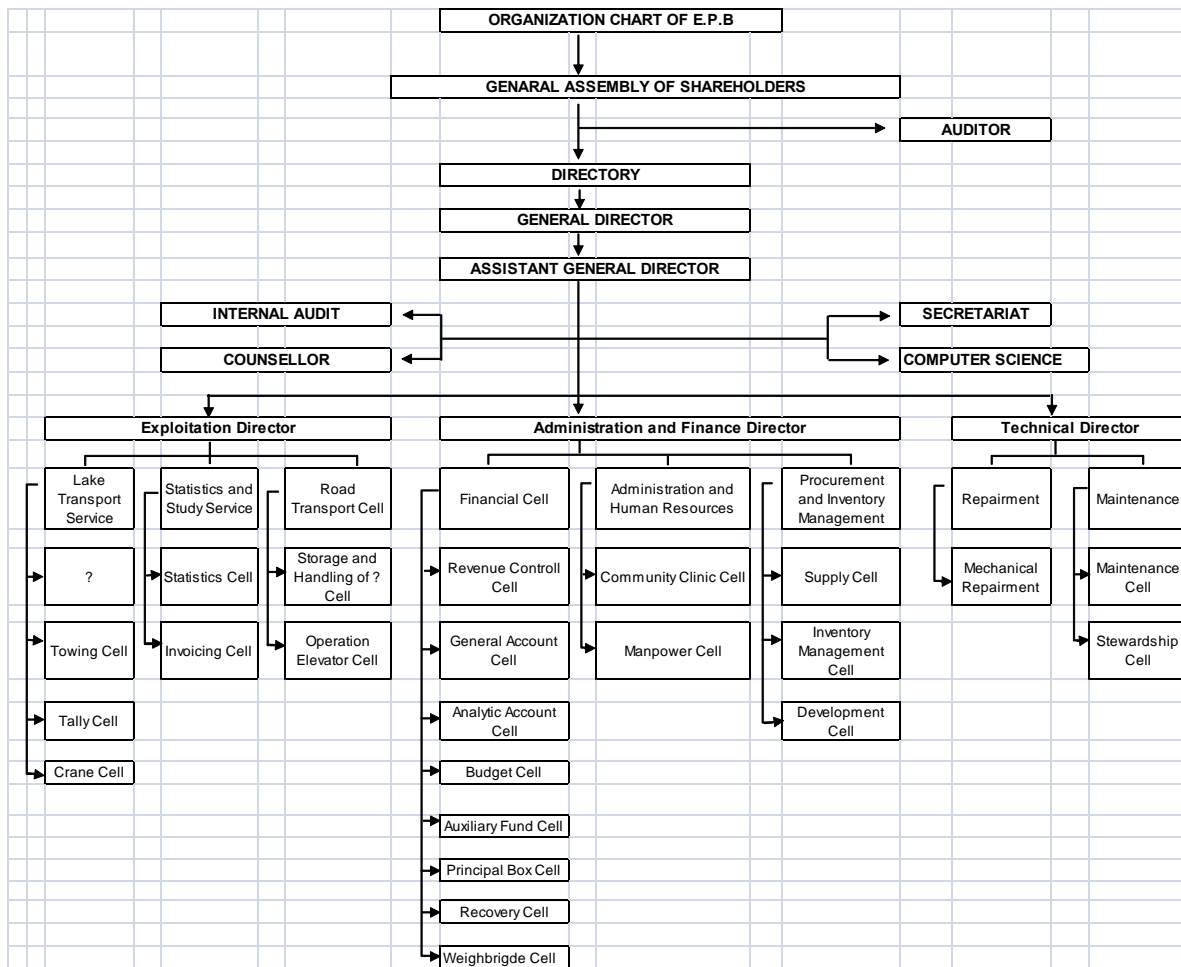 ORGANIZATION CHART OF E.P.B
GENARAL ASSEMBLY OF SHAREHOLDERS
AUDITOR
DIRECTORY
GENERAL DIRECTOR
ASSISTANT GENERAL DIRECTOR
INTERNAL AUDIT
SECRETARIAT
COUNSELLOR
COMPUTER SCIENCE
Exploitation Director
Administration and Finance Director
Technical Director
Lake
Transport
Service
Statistics and
Study Service
Road
Transport Cell
Financial Cell
Administration and
Human Resources
Procurement
and Inventory
Management
Repairment
Maintenance
?
Statistics Cell
Storage and
Handling of ?
Cell
Revenue Controll
Cell
Community Clinic Cell
Supply Cell
Mechanical
Repairment
Maintenance
Cell
Towing Cell
Invoicing Cell
Operation
Elevator Cell
General Account
Cell
Manpower Cell
Inventory
Management
Cell
Stewardship
Cell
Tally Cell
Analytic Account
Cell
Development
Cell
Crane Cell
Budget Cell
Auxiliary Fund Cell
Principal Box Cell
Recovery Cell
Weighbrigde Cell